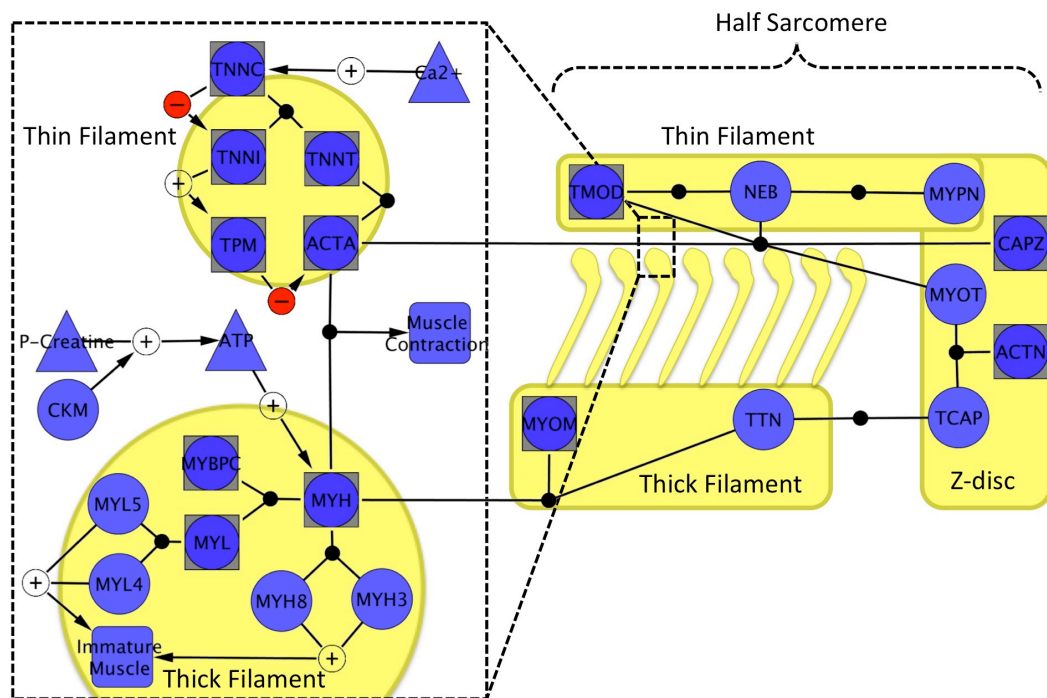 Half Sarcomere
TNNC
+
Ca2+
−
Thin Filament
TNNI
TNNT
+
TPM
ACTA
−
Thin Filament
TMOD
NEB
MYPN
CAPZ
MYOT
ACTN
TCAP
Z-disc
P-Creatine
+
ATP
Muscle
Contraction
CKM
+
MYOM
TTN
Thick Filament
MYBPC
MYH
MYL5
MYL
MYL4
+
MYH8
MYH3
Immature
Muscle
+
Thick Filament